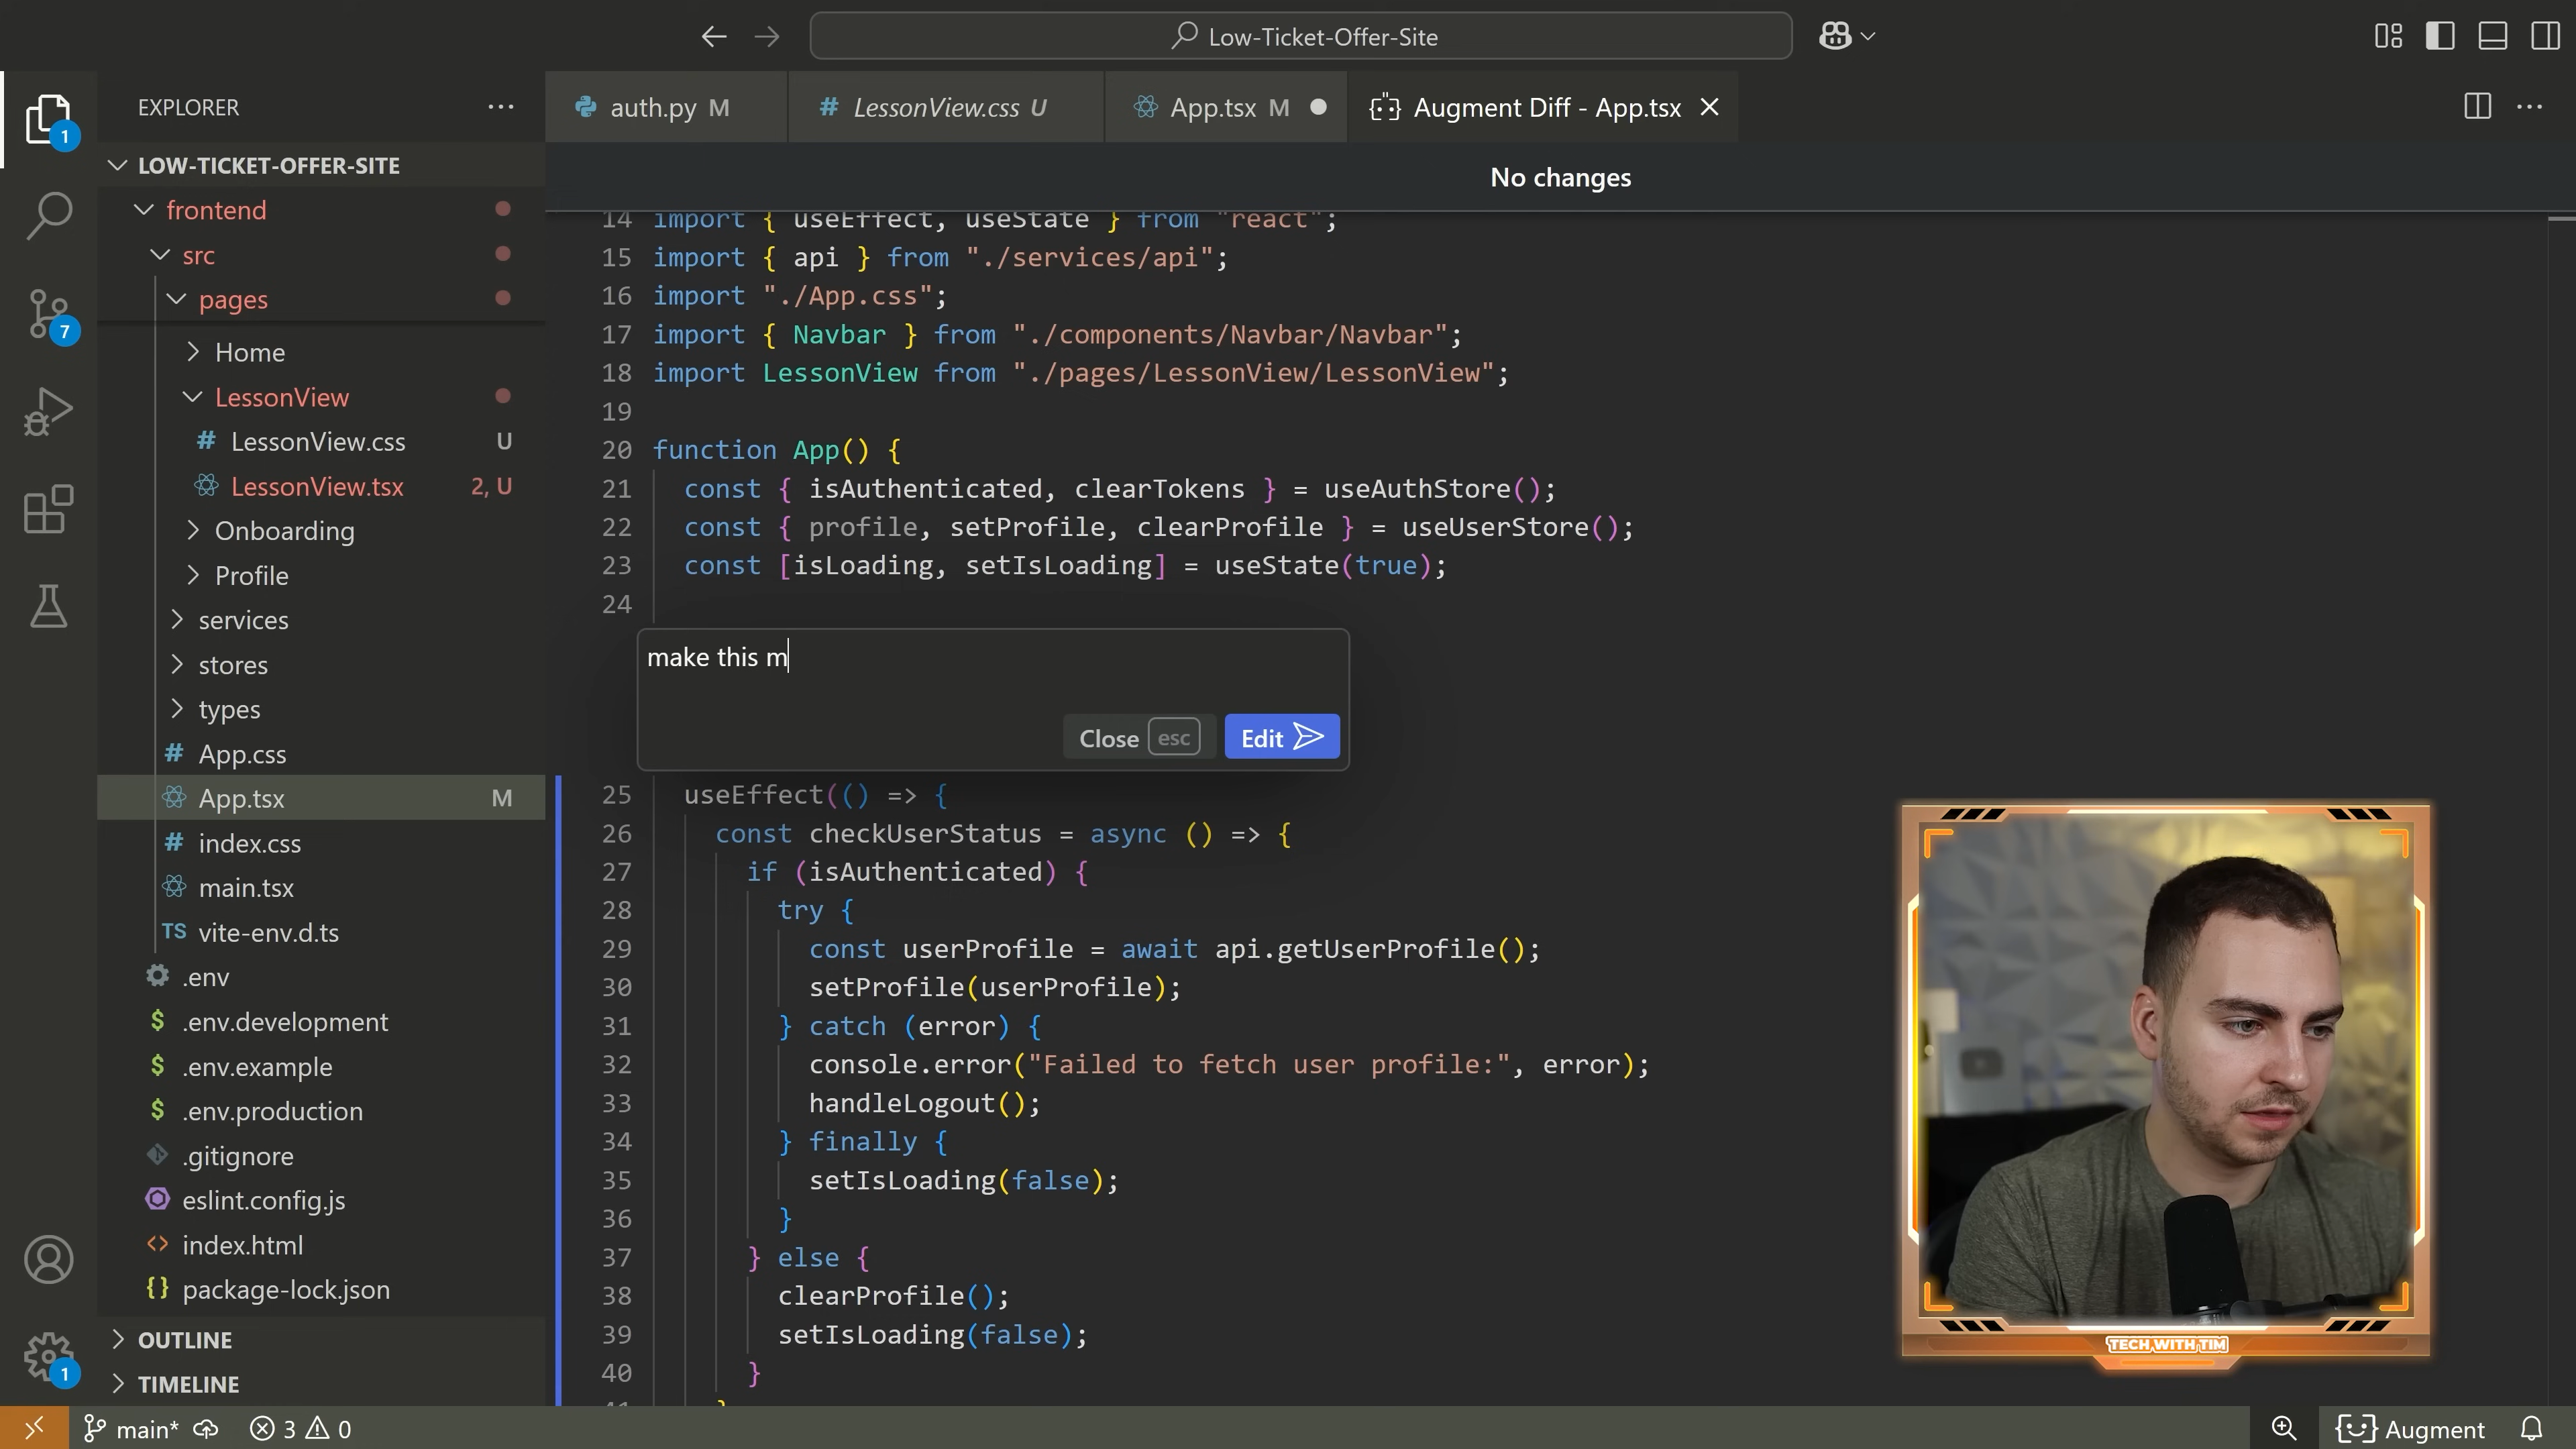 Low-Ticket-Offer-Site
EXPLORER
auth.py M
LessonView.css U
App.tsx M
Augment Diff - App.tsx
1
7
1
LOW-TICKET-OFFER-SITE
frontend
src
pages
Home
LessonView
LessonView.css U
LessonView.tsx 2, U
Onboarding
Profile
services
stores
types
App.css
App.tsx M
index.css
main.tsx
TS vite-env.d.ts
.env
.env.development
.env.example
.env.production
.gitignore
eslint.config.js
index.html
package-lock.json
OUTLINE
TIMELINE
No changes
14 import { useEffect, useState } from "react";
15 import { api } from "./services/api";
16 import "./App.css";
17 import { Navbar } from "./components/Navbar/Navbar";
18 import LessonView from "./pages/LessonView/LessonView";
19
20 function App() {
21 const { isAuthenticated, clearTokens } = useAuthStore();
22 const { profile, setProfile, clearProfile } = useUserStore();
23 const [isLoading, setIsLoading] = useState(true);
24
make this m
Close esc
Edit
25 useEffect(() => {
26 const checkUserStatus = async () => {
27 if (isAuthenticated) {
28 try {
29 const userProfile = await api.getUserProfile();
30 setProfile(userProfile);
31 } catch (error) {
32 console.error("Failed to fetch user profile:", error);
33 handleLogout();
34 } finally {
35 setIsLoading(false);
36 }
37 } else {
38 clearProfile();
39 setIsLoading(false);
40 }
TECH WITH TIM
main*
3 0
Augment